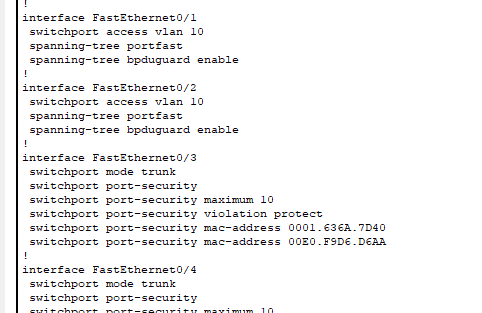 !
interface FastEthernet0/1
switchport access vlan 10
spanning-tree portfast
spanning-tree bpduguard enable
!
interface FastEthernet0/2
switchport access vlan 10
spanning-tree portfast
spanning-tree bpduguard enable
!
interface FastEthernet0/3
switchport mode trunk
switchport port-security
switchport port-security maximum 10
switchport port-security violation protect
switchport port-security mac-address 0001.636A.7D40
switchport port-security mac-address 00E0.F9D6.D6AA
!
interface FastEthernet0/4
switchport mode trunk
switchport port-security
switchport port-security maximum 10